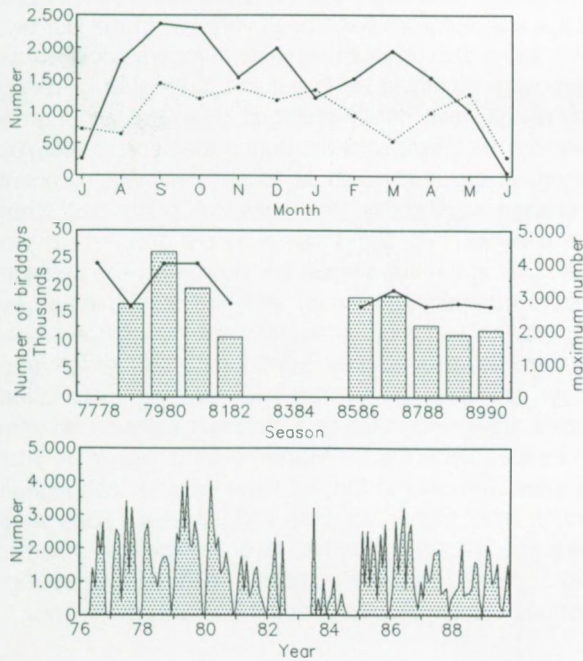 2.500
2.000
1.500
1.000
500
0
Number
J A S O N D J F M A M J
Month
30
25
20
15
10
5
0
Number of birddays
Thousands
5.000
4.000
3.000
2.000
1.000
0
maximum number
7778 7980 8182 8384 8586 8788 8990
Season
5.000
4.000
3.000
2.000
1.000
0
Number
76 78 80 82 84 86 88
Year